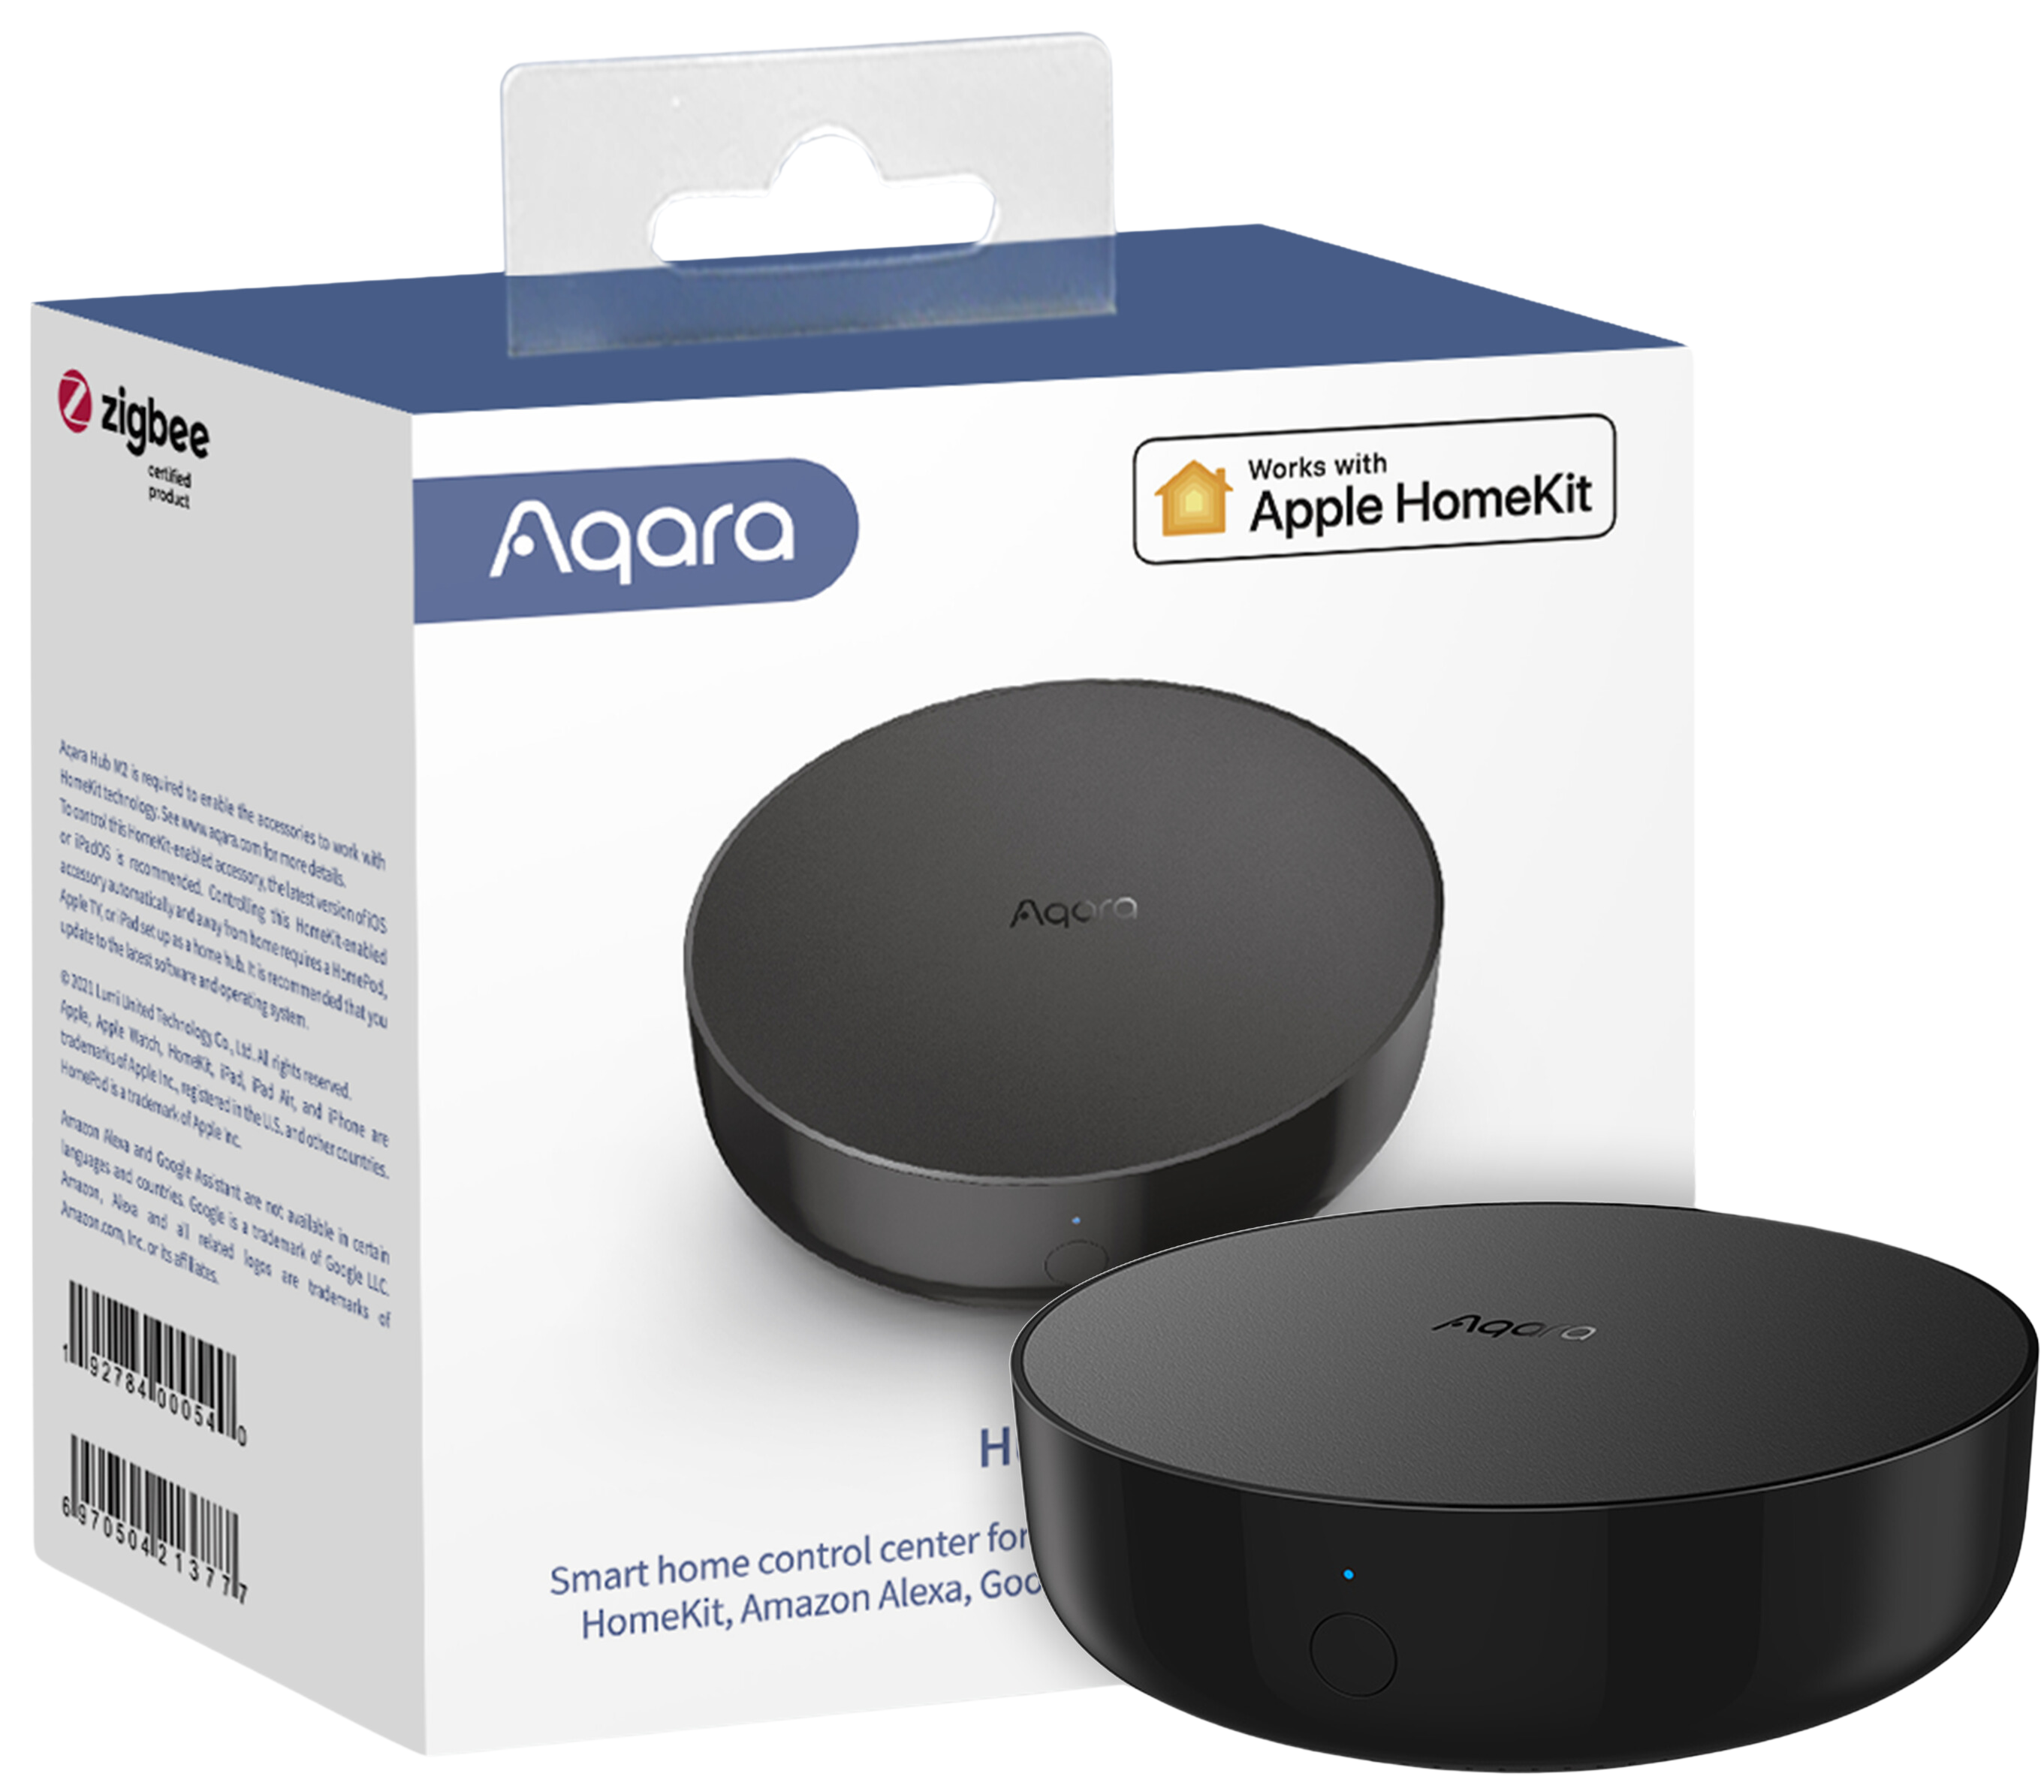 zigbee
certified
product
Aqara Hub M2 is required to enable the accessories to work with
HomeKit technology. See www.aqara.com for more details.
To control this HomeKit-enabled accessory, the latest version of iOS
or iPadOS is recommended. Controlling this HomeKit-enabled
accessory automatically and away from home requires a HomePod,
Apple TV, or iPad set up as a home hub. It is recommended that you
update to the latest software and operating system.
© 2021 Lumi United Technology Co., Ltd. All rights reserved.
Apple, Apple Watch, HomeKit, iPad, iPad Air, and iPhone are
trademarks of Apple Inc., registered in the U.S. and other countries.
HomePod is a trademark of Apple Inc.
Amazon Alexa and Google Assistant are not available in certain
languages and countries. Google is a trademark of Google LLC.
Amazon, Alexa and all related logos are trademarks of
Amazon.com, Inc. or its affiliates.
1 92784 00054 0
6 970504 213777
Aqara
Works with
Apple HomeKit
Aqara
H
Smart home control center for
HomeKit, Amazon Alexa, Goo
Aqara